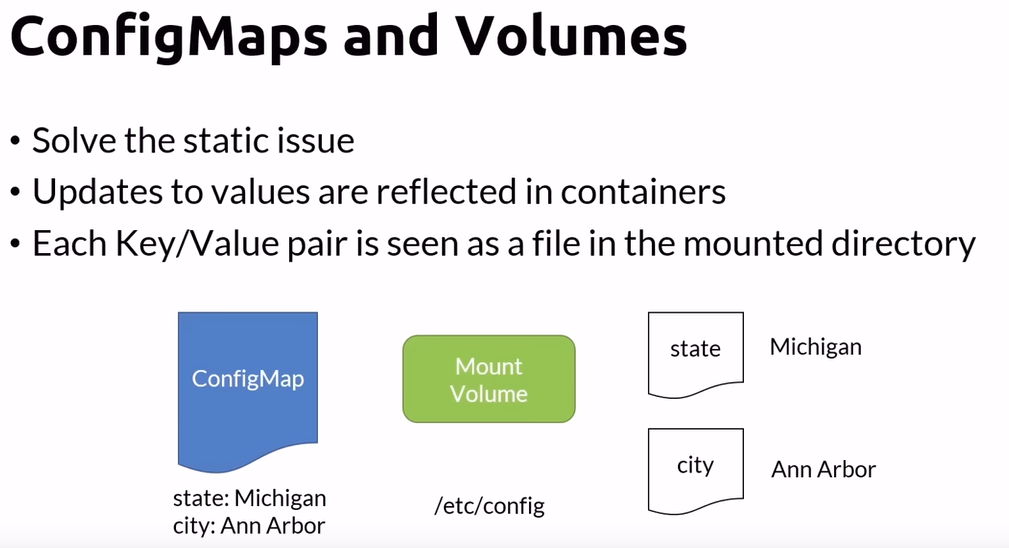 ConfigMaps and Volumes
• Solve the static issue
• Updates to values are reflected in containers
• Each Key/Value pair is seen as a file in the mounted directory
ConfigMap
state: Michigan
city: Ann Arbor
Mount
Volume
/etc/config
state
Michigan
city
Ann Arbor